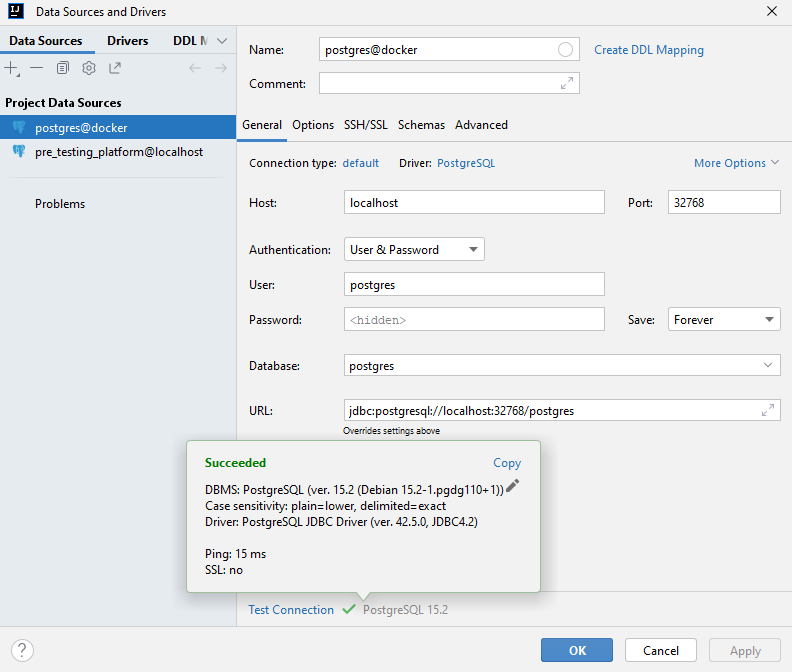 IJ Data Sources and Drivers
Data Sources Drivers DDL M
Project Data Sources
postgres@docker
pre_testing_platform@localhost
Problems
Name: postgres@docker Create DDL Mapping
Comment:
General Options SSH/SSL Schemas Advanced
Connection type: default Driver: PostgreSQL More Options
Host: localhost Port: 32768
Authentication: User & Password
User: postgres
Password: <hidden> Save: Forever
Database: postgres
URL: jdbc:postgresql://localhost:32768/postgres
Overrides settings above
Succeeded Copy
DBMS: PostgreSQL (ver. 15.2 (Debian 15.2-1.pgdg110+1))
Case sensitivity: plain=lower, delimited=exact
Driver: PostgreSQL JDBC Driver (ver. 42.5.0, JDBC4.2)
Ping: 15 ms
SSL: no
Test Connection PostgreSQL 15.2
? OK Cancel Apply